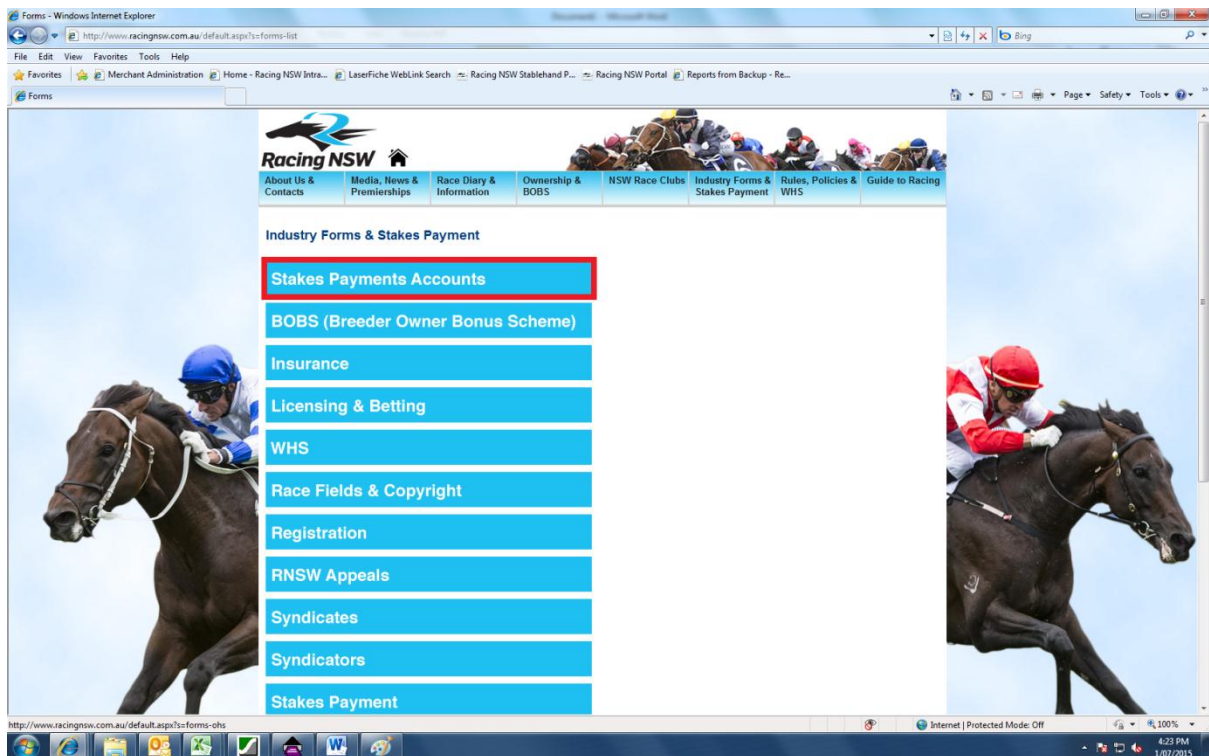 Forms - Windows Internet Explorer
http://www.racingnsw.com.au/default.aspx?s=forms-list
Bing
File Edit View Favorites Tools Help
Favorites Merchant Administration Home - Racing NSW Intra... LaserFiche WebLink Search Racing NSW Stablehand P... Racing NSW Portal Reports from Backup - Re...
Forms
Page Safety Tools
Racing NSW
About Us & Contacts
Media, News & Premierships
Race Diary & Information
Ownership & BOBS
NSW Race Clubs
Industry Forms & Stakes Payment
Rules, Policies & WHS
Guide to Racing
Industry Forms & Stakes Payment
Stakes Payments Accounts
BOBS (Breeder Owner Bonus Scheme)
Insurance
Licensing & Betting
WHS
Race Fields & Copyright
Registration
RNSW Appeals
Syndicates
Syndicators
Stakes Payment
http://www.racingnsw.com.au/default.aspx?s=forms-ohs
Internet | Protected Mode: Off
100%
4:23 PM
1/07/2015